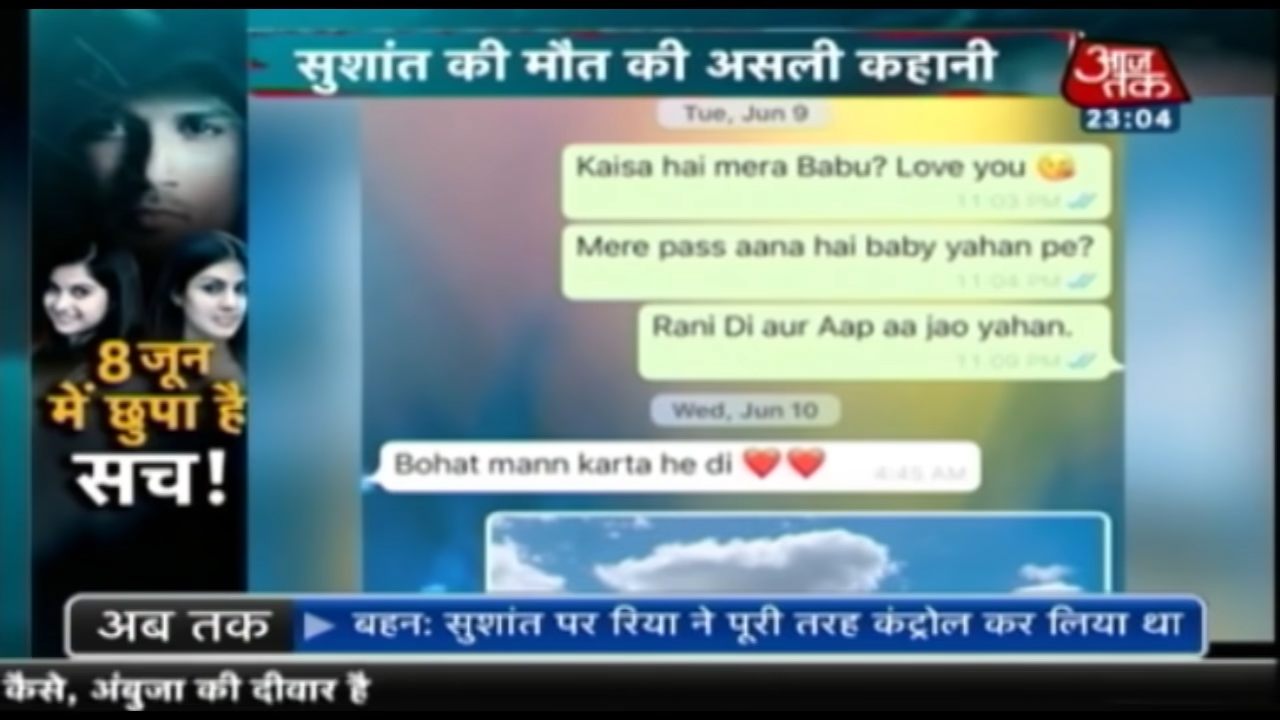 सुशांत की मौत की असली कहानी
आज
तक
23:04
Tue, Jun 9
Kaisa hai mera Babu? Love you 😘
11:03 PM
Mere pass aana hai baby yahan pe?
11:04 PM
Rani Di aur Aap aa jao yahan.
11:09 PM
Wed, Jun 10
Bohat mann karta he di ❤️❤️
4:45 AM
8 जून
में छुपा है
सच!
अब तक
बहन: सुशांत पर रिया ने पूरी तरह कंट्रोल कर लिया था
कैसे, अंबुजा की दीवार है